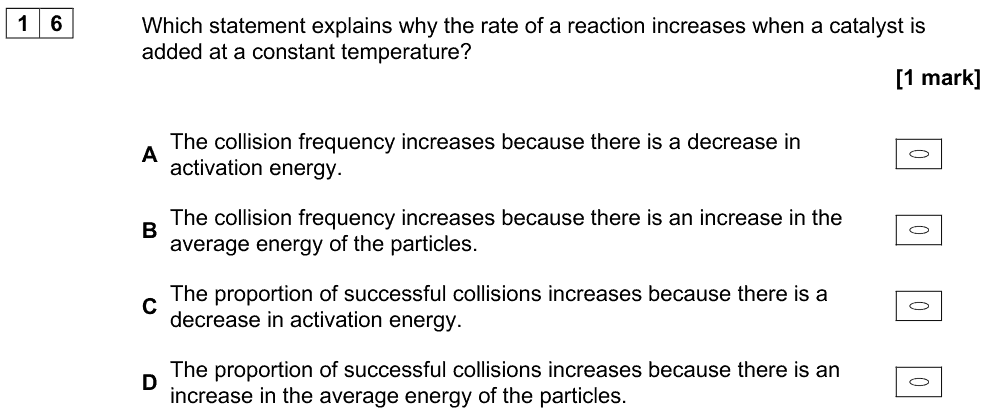 1 6 Which statement explains why the rate of a reaction increases when a catalyst is
added at a constant temperature?
[1 mark]
A The collision frequency increases because there is a decrease in
activation energy.
B The collision frequency increases because there is an increase in the
average energy of the particles.
C The proportion of successful collisions increases because there is a
decrease in activation energy.
D The proportion of successful collisions increases because there is an
increase in the average energy of the particles.